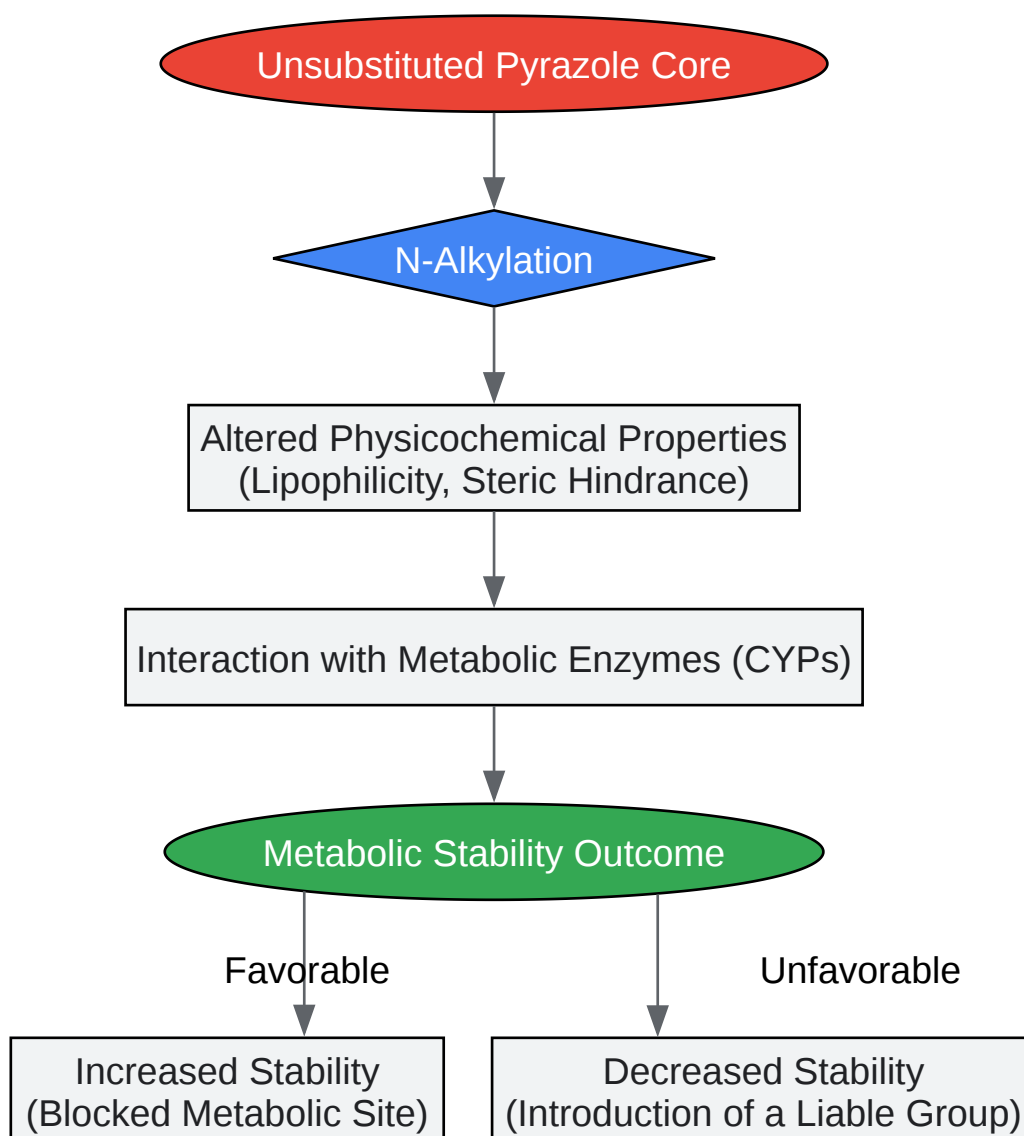 Unsubstituted Pyrazole Core
N-Alkylation
Altered Physicochemical Properties
(Lipophilicity, Steric Hindrance)
Interaction with Metabolic Enzymes (CYPs)
Metabolic Stability Outcome
Favorable
Unfavorable
Increased Stability
(Blocked Metabolic Site)
Decreased Stability
(Introduction of a Liable Group)